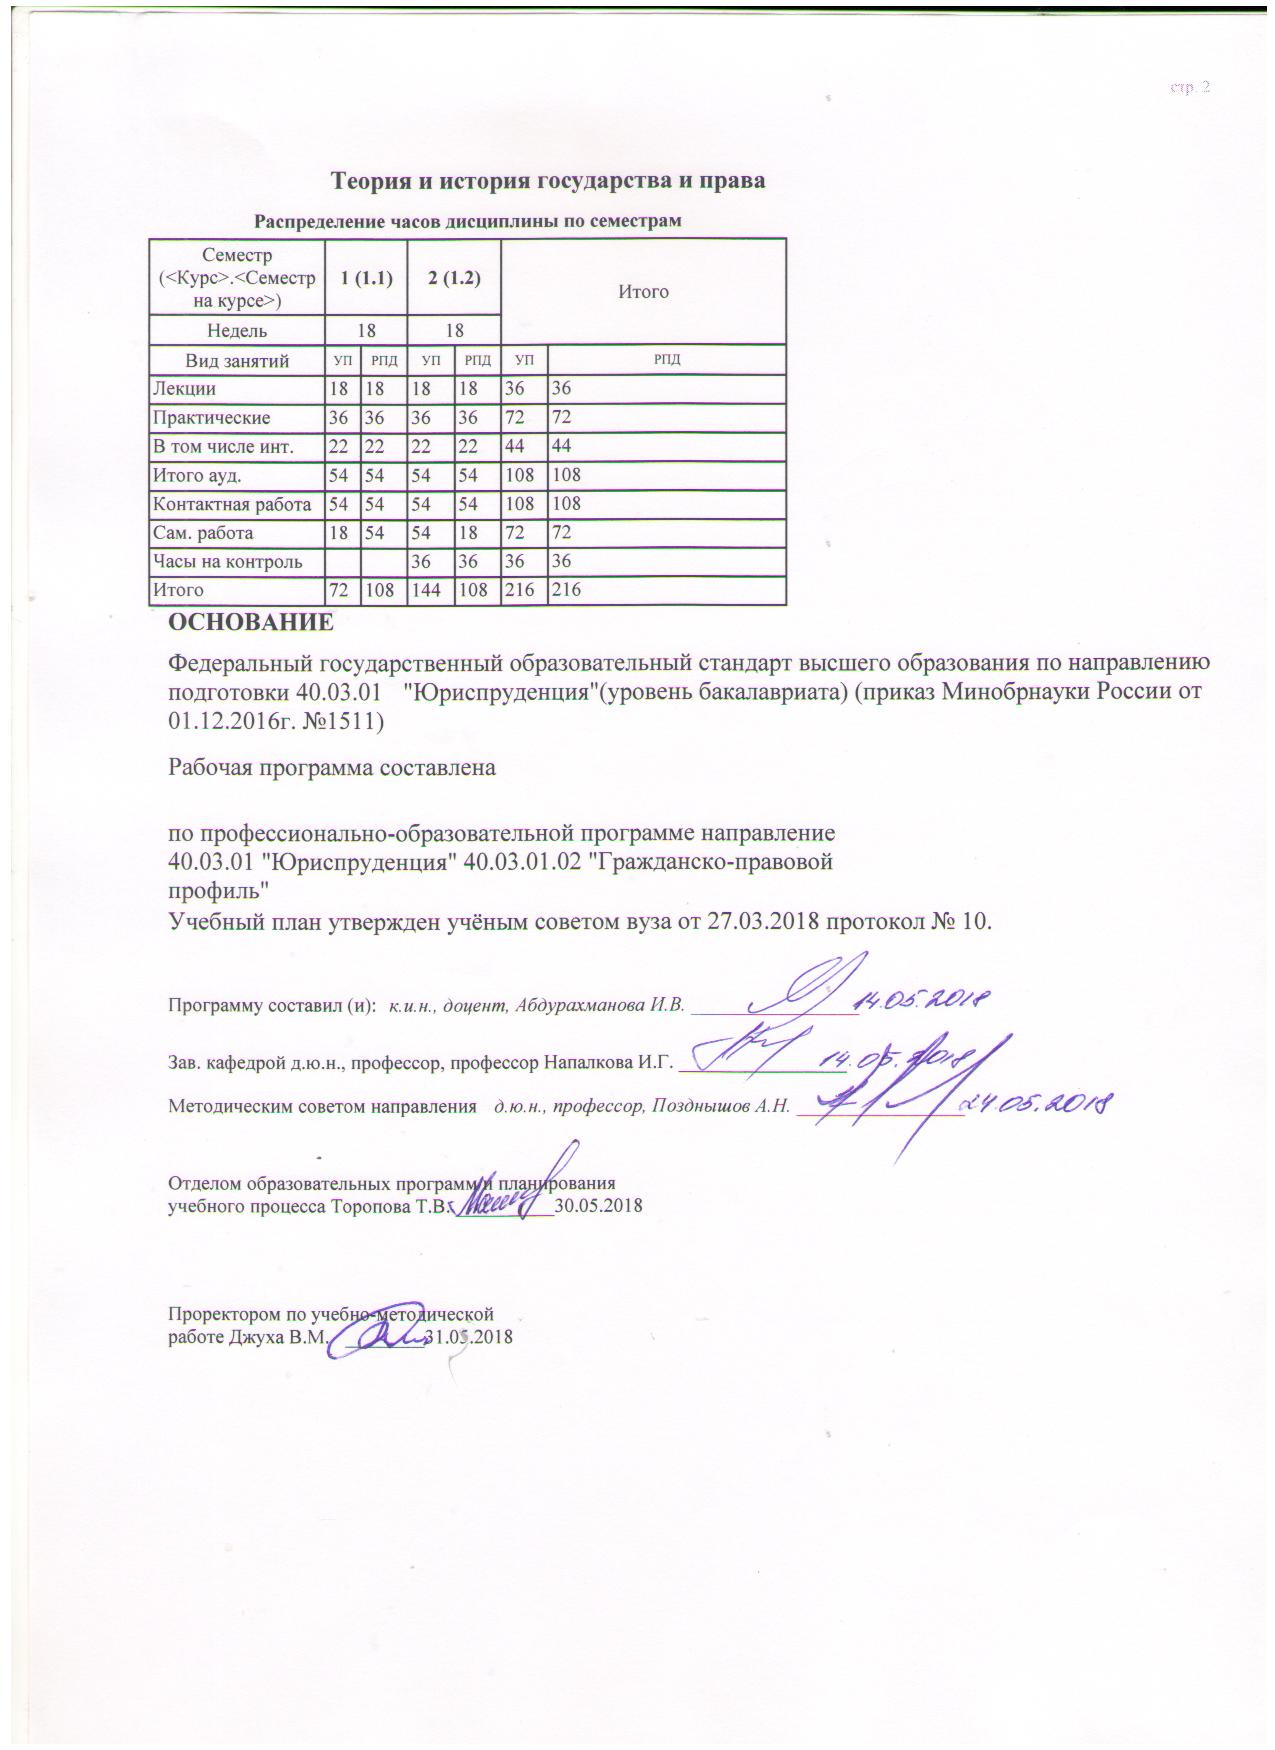 стр. 2
Теория и история государства и права
Распределение часов дисциплины по семестрам
Семестр (<Курс>.<Семестр на курсе>) 1 (1.1) 2 (1.2) Итого
Недель 18 18
Вид занятий УП РПД УП РПД УП РПД
Лекции 18 18 18 18 36 36
Практические 36 36 36 36 72 72
В том числе инт. 22 22 22 22 44 44
Итого ауд. 54 54 54 54 108 108
Контактная работа 54 54 54 54 108 108
Сам. работа 18 54 54 18 72 72
Часы на контроль 36 36 36 36
Итого 72 108 144 108 216 216
ОСНОВАНИЕ
Федеральный государственный образовательный стандарт высшего образования по направлению
подготовки 40.03.01 "Юриспруденция"(уровень бакалавриата) (приказ Минобрнауки России от
01.12.2016г. №1511)
Рабочая программа составлена
по профессионально-образовательной программе направление
40.03.01 "Юриспруденция" 40.03.01.02 "Гражданско-правовой
профиль"
Учебный план утвержден учёным советом вуза от 27.03.2018 протокол № 10.
Программу составил (и): к.и.н., доцент, Абдурахманова И.В. 14.05.2018
Зав. кафедрой д.ю.н., профессор, профессор Напалкова И.Г. 14.05.2018
Методическим советом направления д.ю.н., профессор, Позднышов А.Н. 24.05.2018
Отделом образовательных программ и планирования
учебного процесса Торопова Т.В. 30.05.2018
Проректором по учебно-методической
работе Джуха В.М. 31.05.2018